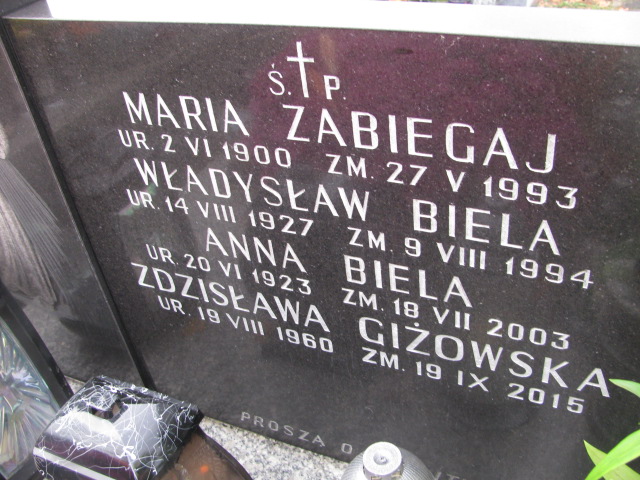 Ś. P.
MARIA ZABIEGAJ
UR. 2 VI 1900 ZM. 27 V 1993
WŁADYSŁAW BIELA
UR. 14 VIII 1927 ZM. 9 VIII 1994
ANNA BIELA
UR. 20 VI 1923 ZM. 18 VII 2003
ZDZISŁAWA GIŻOWSKA
UR. 19 VIII 1960 ZM. 19 IX 2015
PROSZĄ O